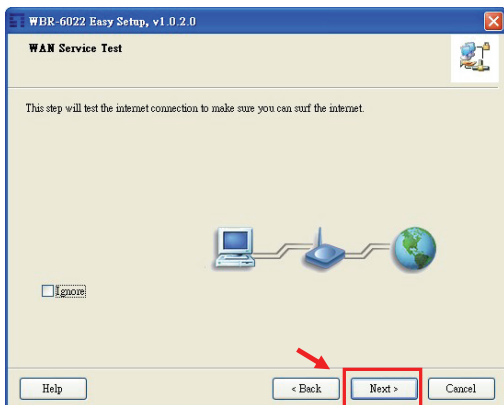 WBR-6022 Easy Setup, v1.0.2.0
WAN Service Test
This step will test the internet connection to make sure you can surf the internet.
Ignore
Help
< Back
Next >
Cancel